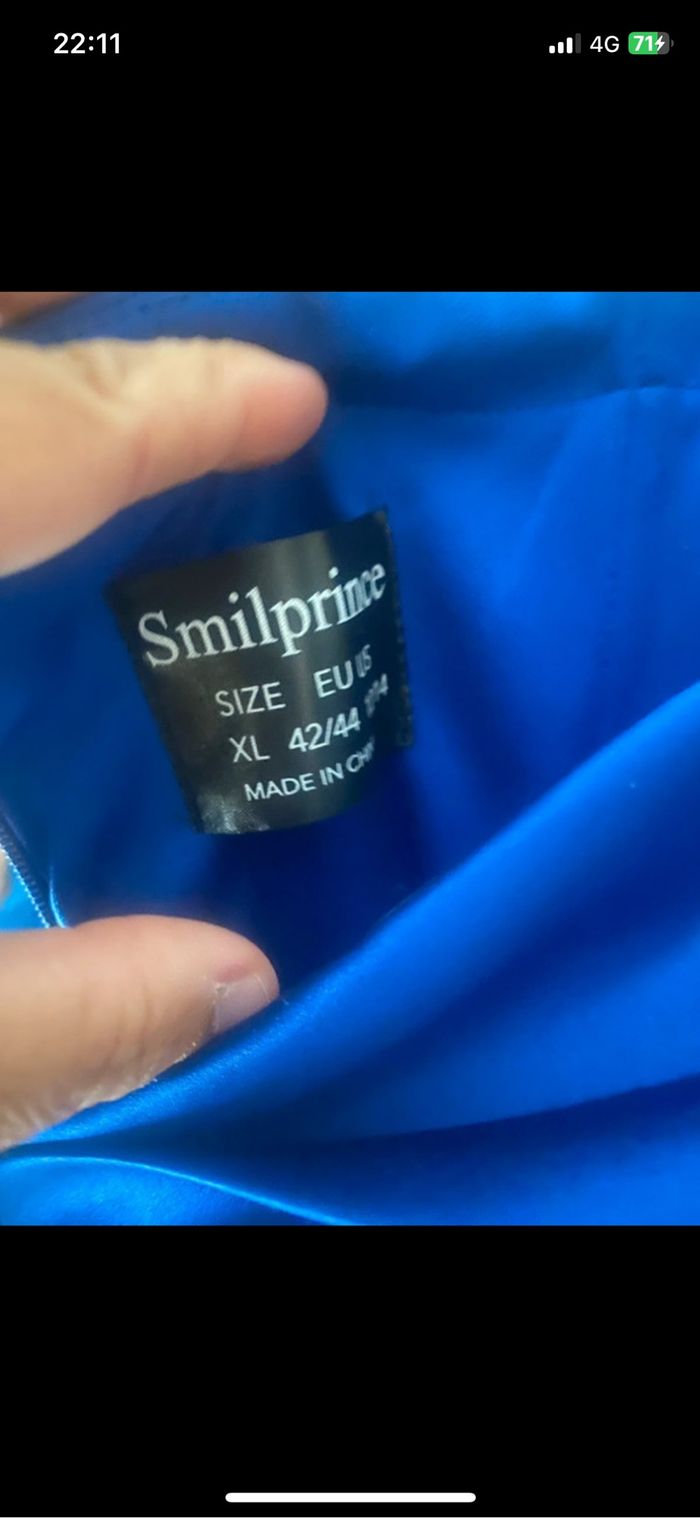 22:11 4G 71
Smilprince
SIZE EU US
XL 42/44
MADE IN